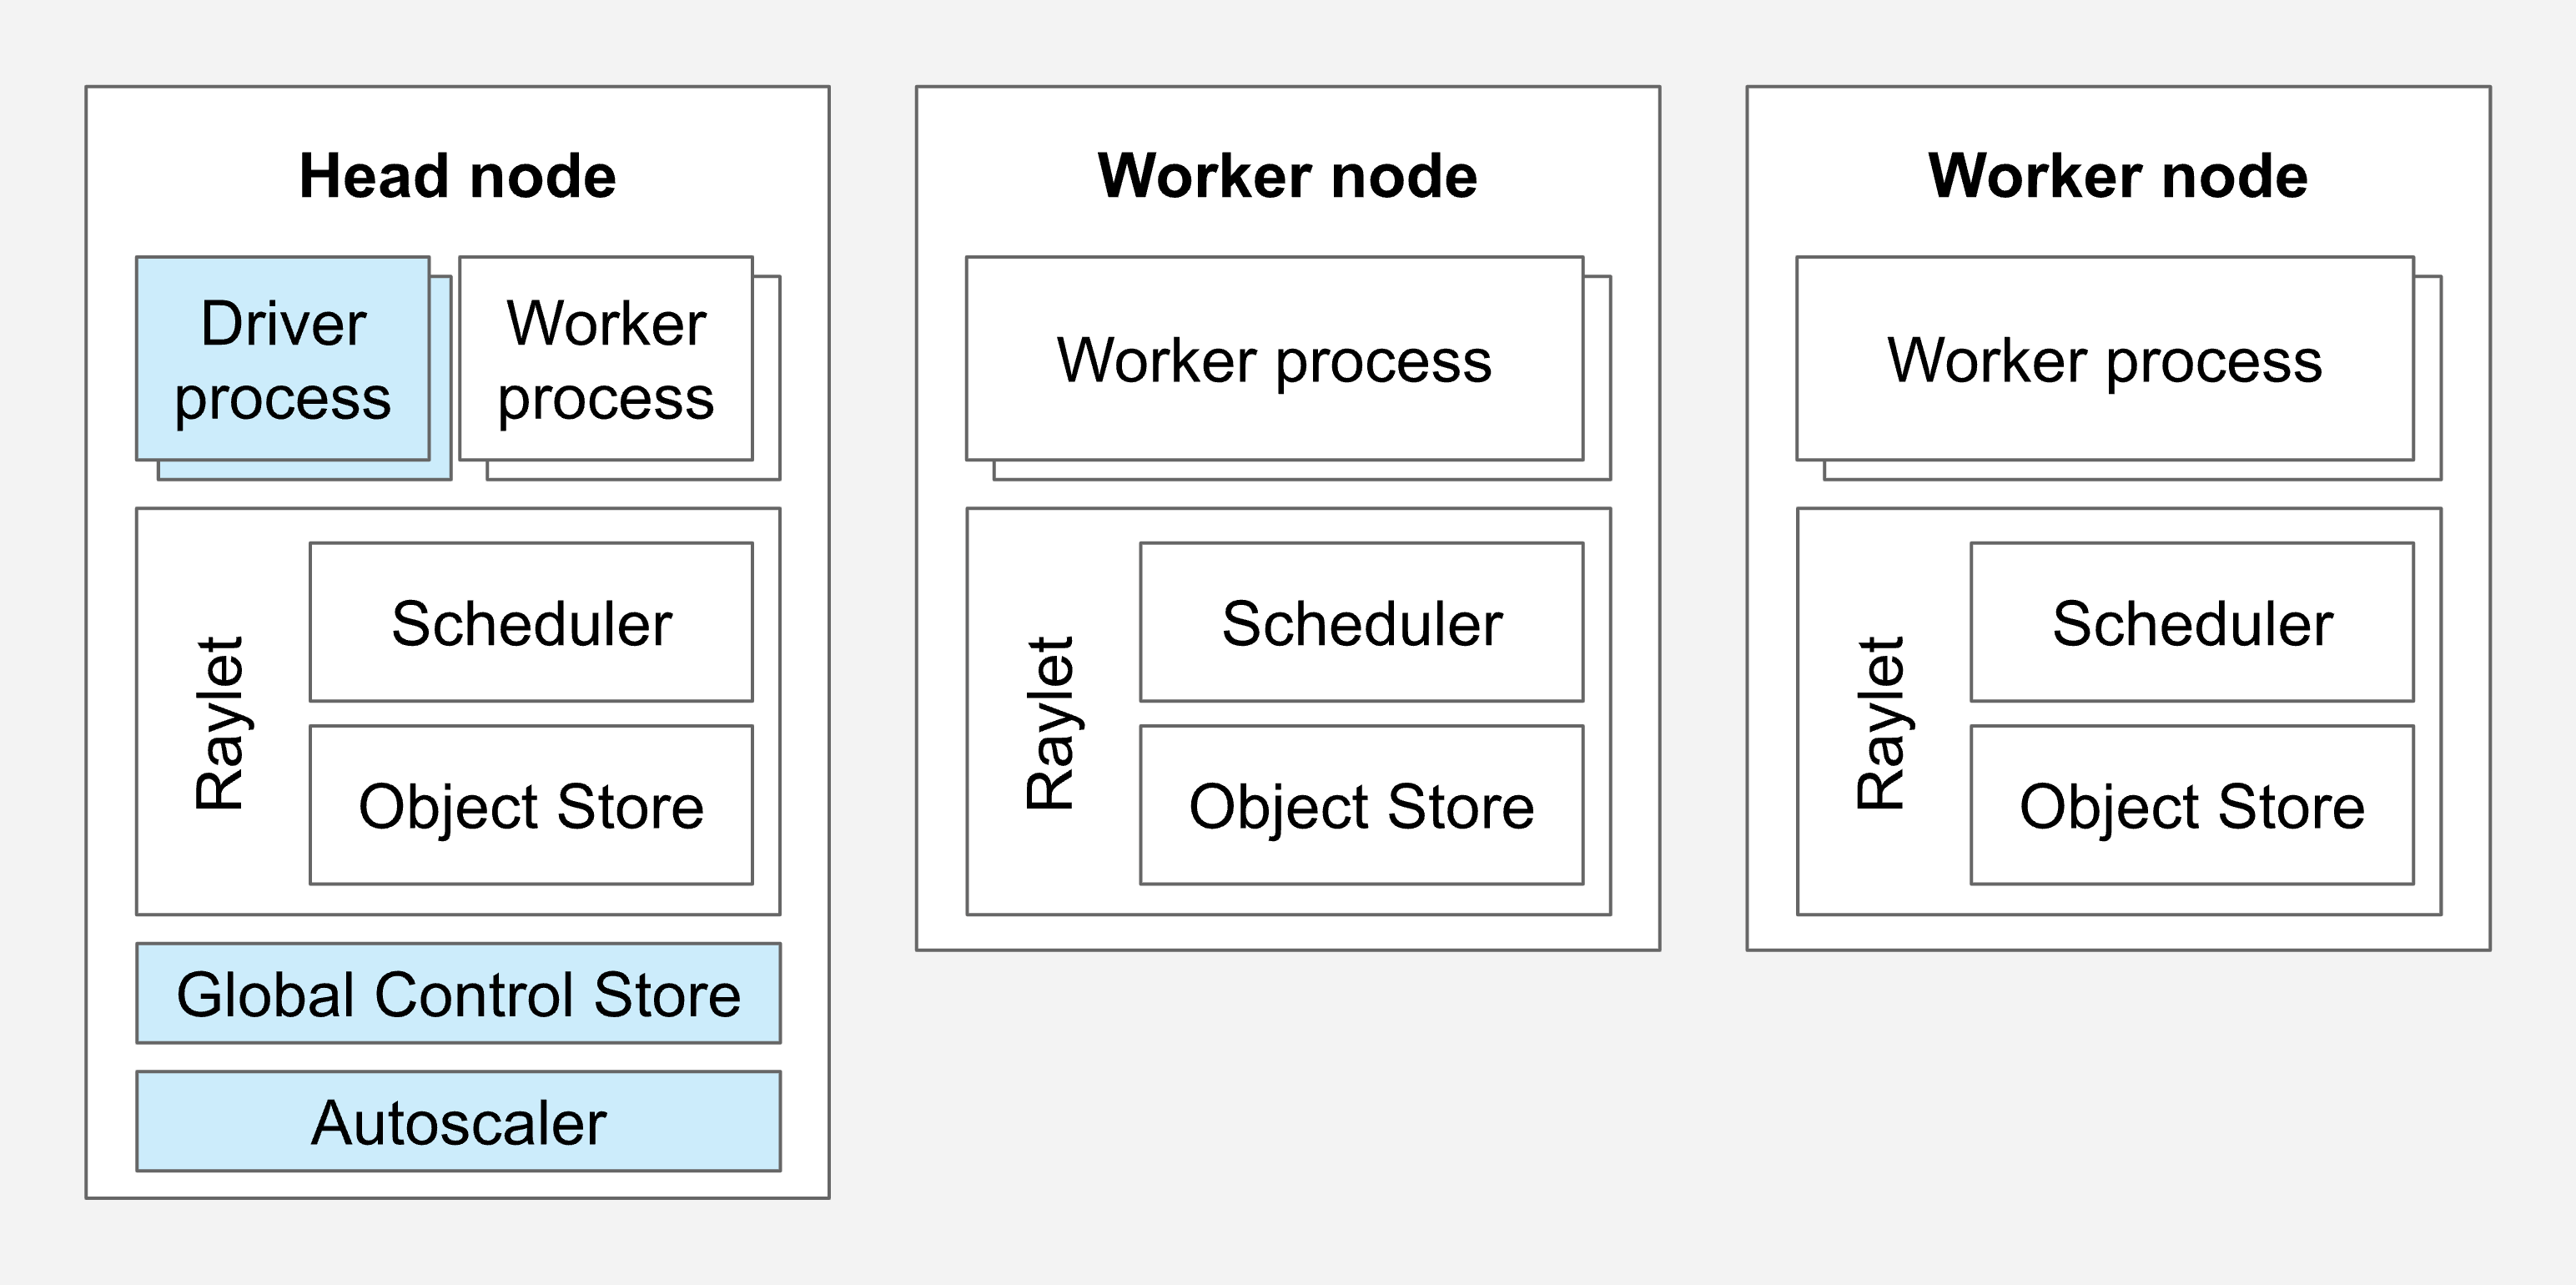 Head node
Driver
process
Worker
process
Raylet
Scheduler
Object Store
Global Control Store
Autoscaler
Worker node
Worker process
Raylet
Scheduler
Object Store
Worker node
Worker process
Raylet
Scheduler
Object Store